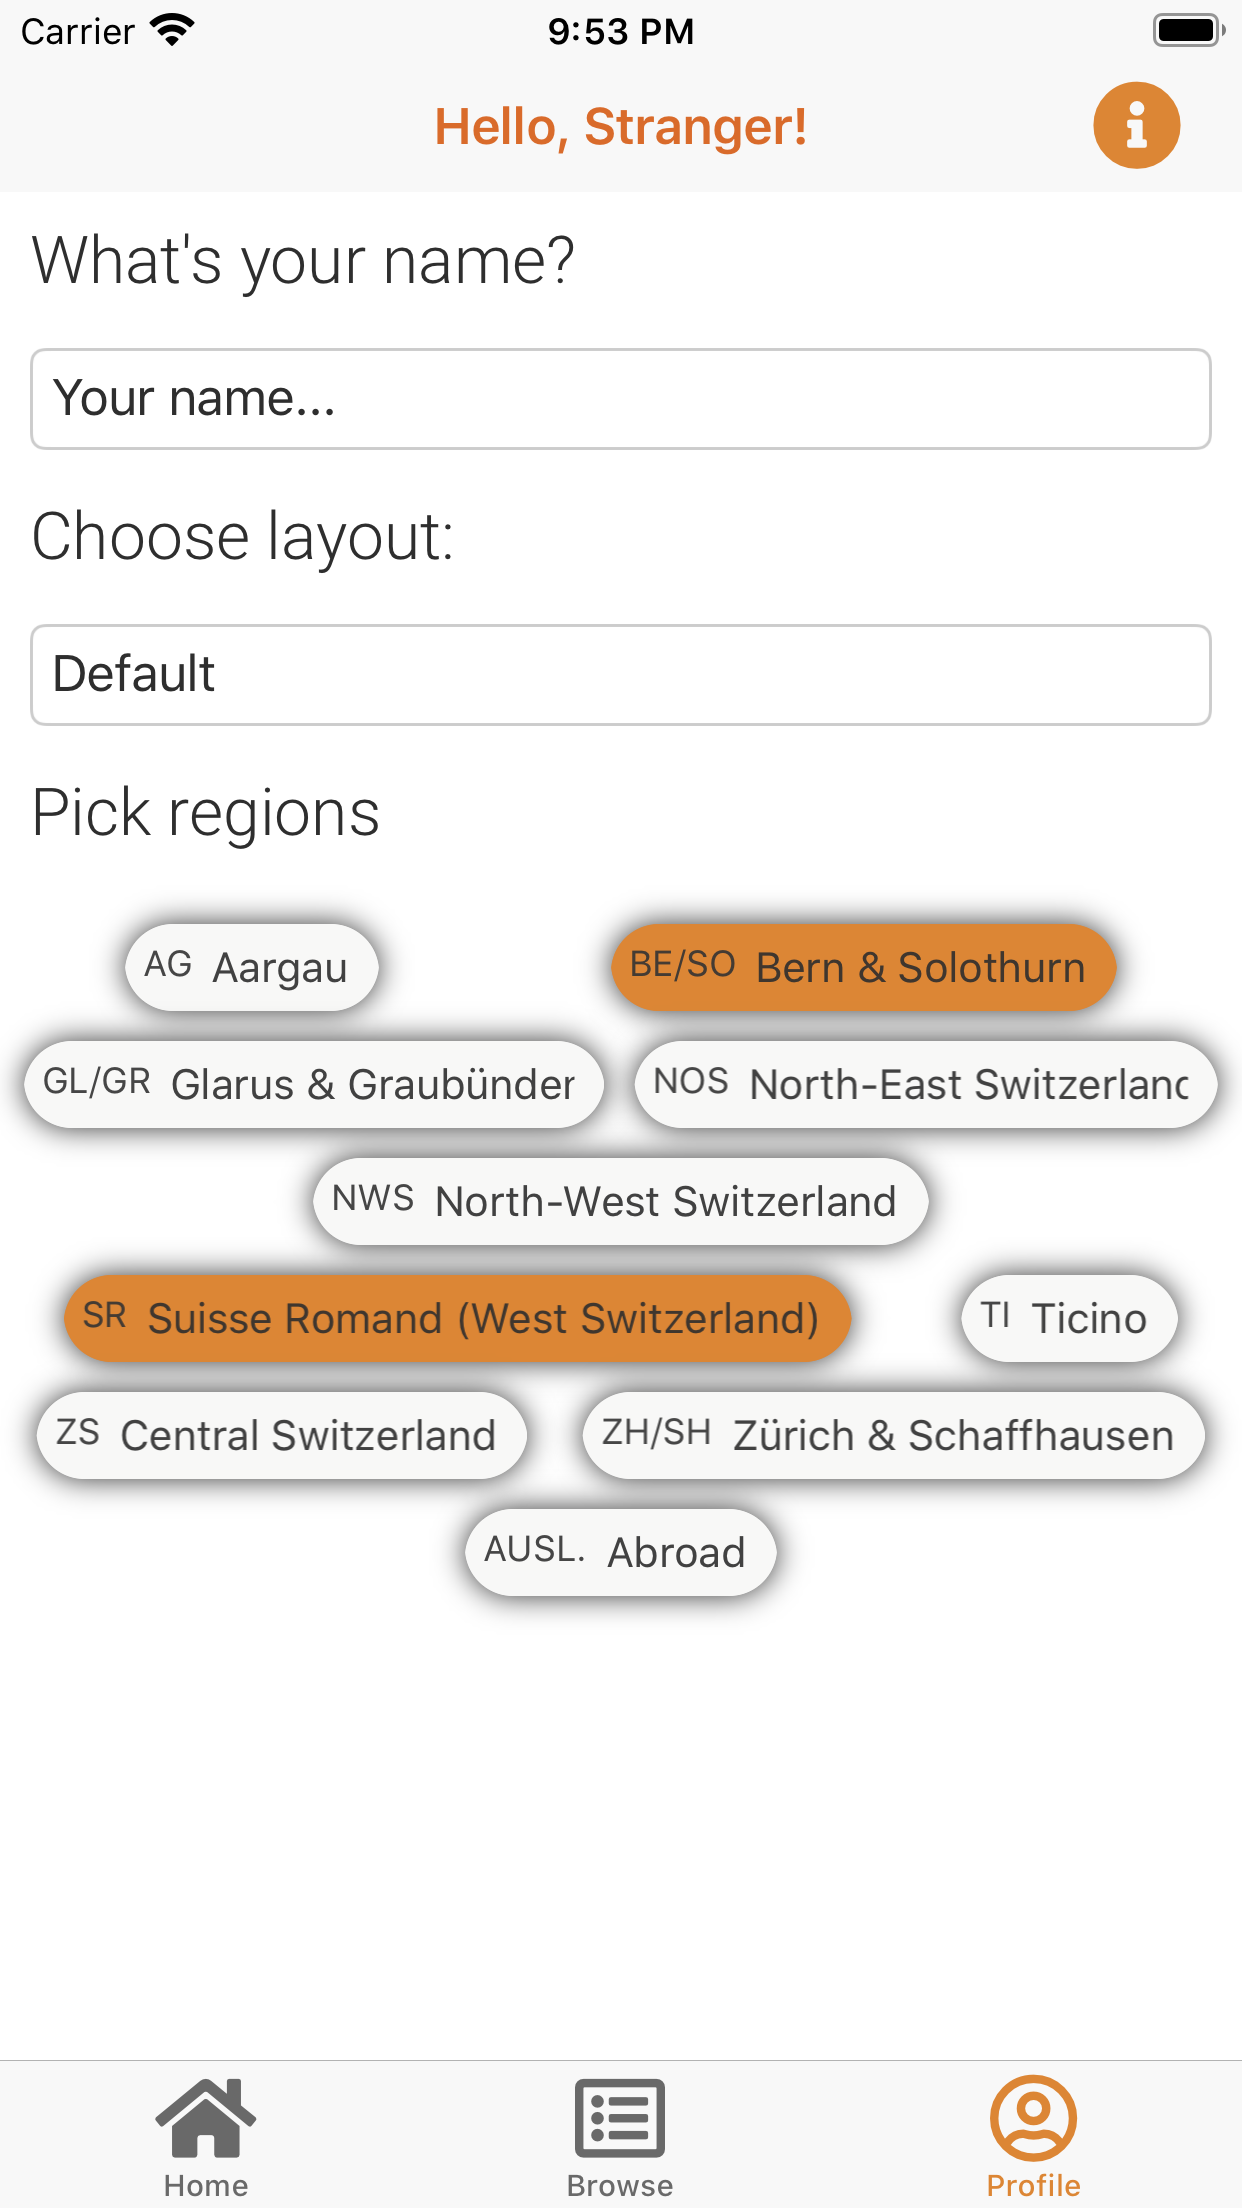 Carrier 9:53 PM
Hello, Stranger!
What's your name?
Your name...
Choose layout:
Default
Pick regions
AG Aargau BE/SO Bern & Solothurn
GL/GR Glarus & Graubünder NOS North-East Switzerland
NWS North-West Switzerland
SR Suisse Romand (West Switzerland) TI Ticino
ZS Central Switzerland ZH/SH Zürich & Schaffhausen
AUSL. Abroad
Home Browse Profile